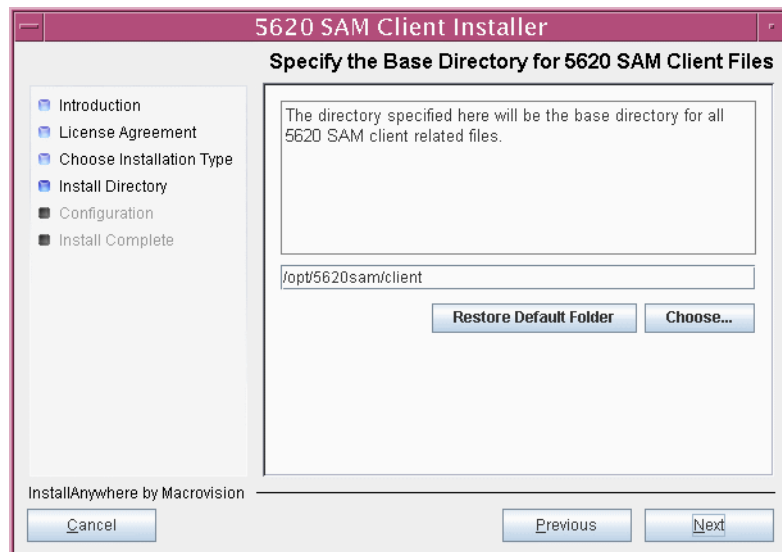 5620 SAM Client Installer
Specify the Base Directory for 5620 SAM Client Files
Introduction
License Agreement
Choose Installation Type
Install Directory
Configuration
Install Complete
The directory specified here will be the base directory for all
5620 SAM client related files.
/opt/5620sam/client
Restore Default Folder
Choose...
InstallAnywhere by Macrovision
Cancel
Previous
Next